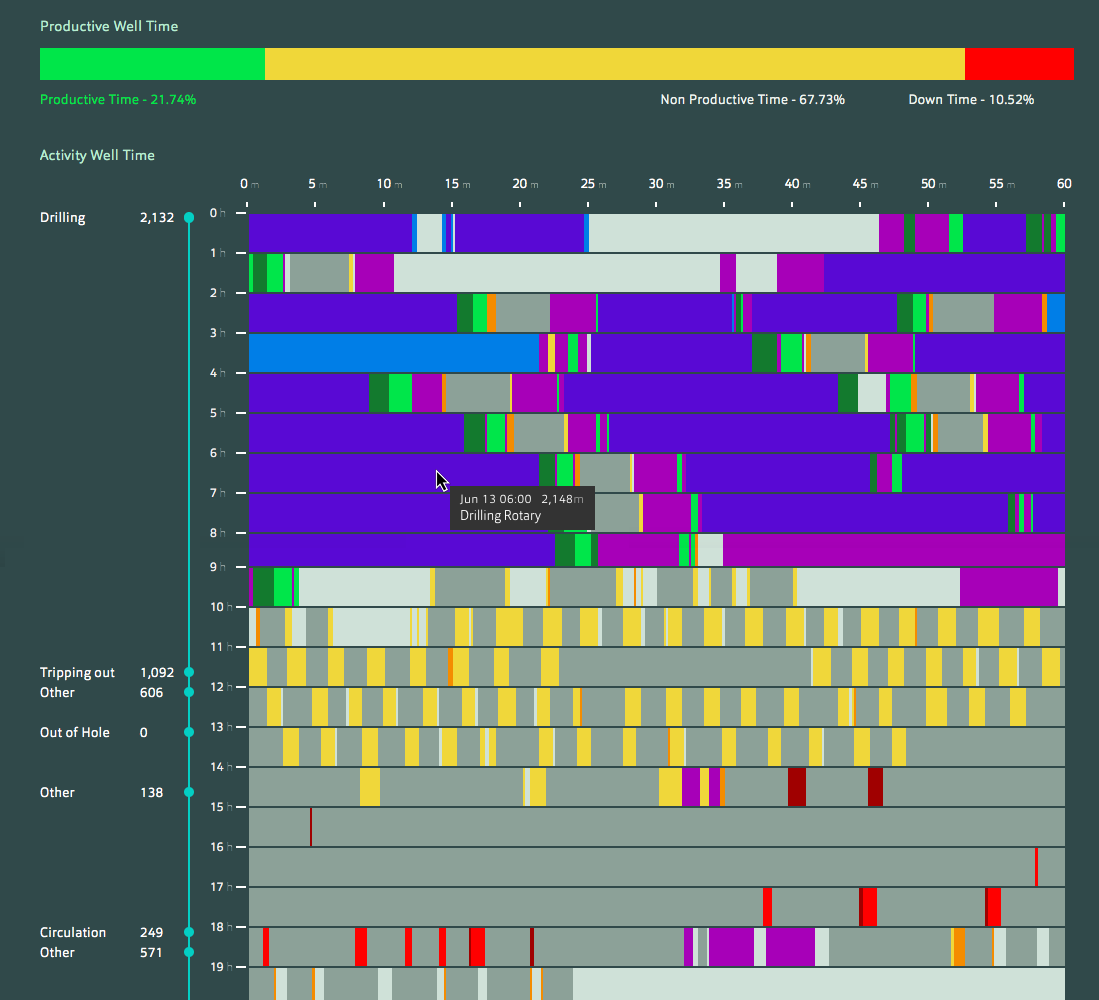 Productive Well Time
Productive Time - 21.74% Non Productive Time - 67.73% Down Time - 10.52%
Activity Well Time
0 m 5 m 10 m 15 m 20 m 25 m 30 m 35 m 40 m 45 m 50 m 55 m 60
Drilling 2,132 0 h
1 h
2 h
3 h
4 h
5 h
6 h
Jun 13 06:00 2,148m
7 h
Drilling Rotary
8 h
9 h
10 h
11 h
Tripping out 1,092
12 h
Other 606
13 h
Out of Hole 0
14 h
Other 138
15 h
16 h
17 h
18 h
Circulation 249
Other 571
19 h